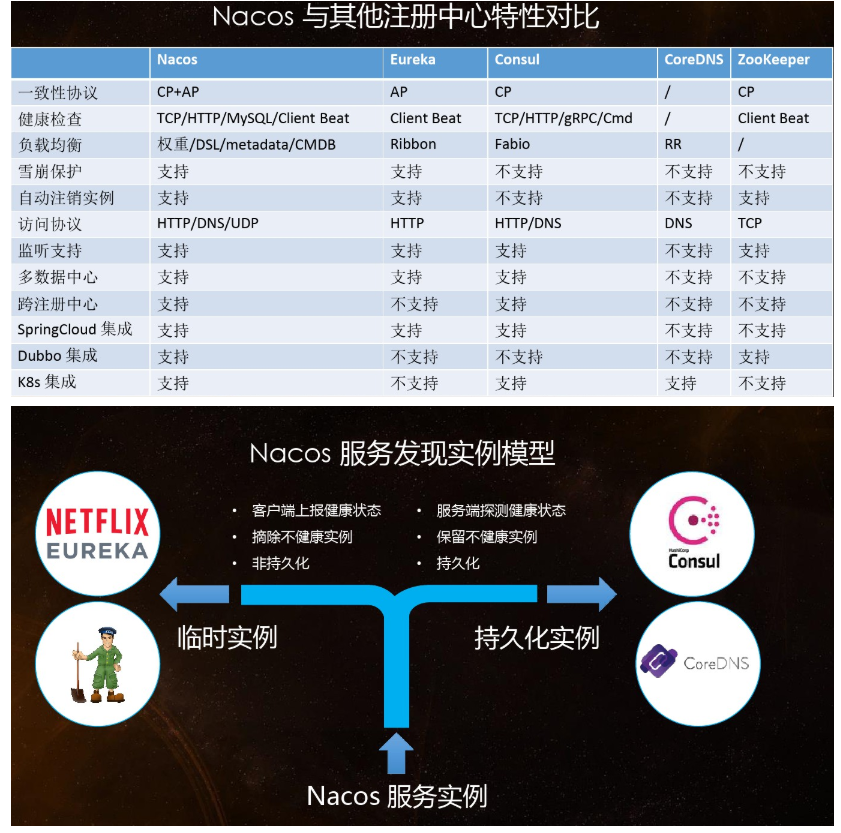 Nacos 与其他注册中心特性对比
Nacos Eureka Consul CoreDNS ZooKeeper
一致性协议 CP+AP AP CP / CP
健康检查 TCP/HTTP/MySQL/Client Beat Client Beat TCP/HTTP/gRPC/Cmd / Client Beat
负载均衡 权重/DSL/metadata/CMDB Ribbon Fabio RR /
雪崩保护 支持 支持 不支持 不支持 不支持
自动注销实例 支持 支持 不支持 不支持 支持
访问协议 HTTP/DNS/UDP HTTP HTTP/DNS DNS TCP
监听支持 支持 支持 支持 不支持 支持
多数据中心 支持 支持 支持 不支持 不支持
跨注册中心 支持 不支持 支持 不支持 不支持
SpringCloud 集成 支持 支持 支持 不支持 不支持
Dubbo 集成 支持 不支持 不支持 不支持 支持
K8s 集成 支持 不支持 支持 支持 不支持
Nacos 服务发现实例模型
NETFLIX
EUREKA
• 客户端上报健康状态
• 摘除不健康实例
• 非持久化
• 服务端探测健康状态
• 保留不健康实例
• 持久化
HashiCorp
Consul
临时实例
持久化实例
CoreDNS
Nacos 服务实例